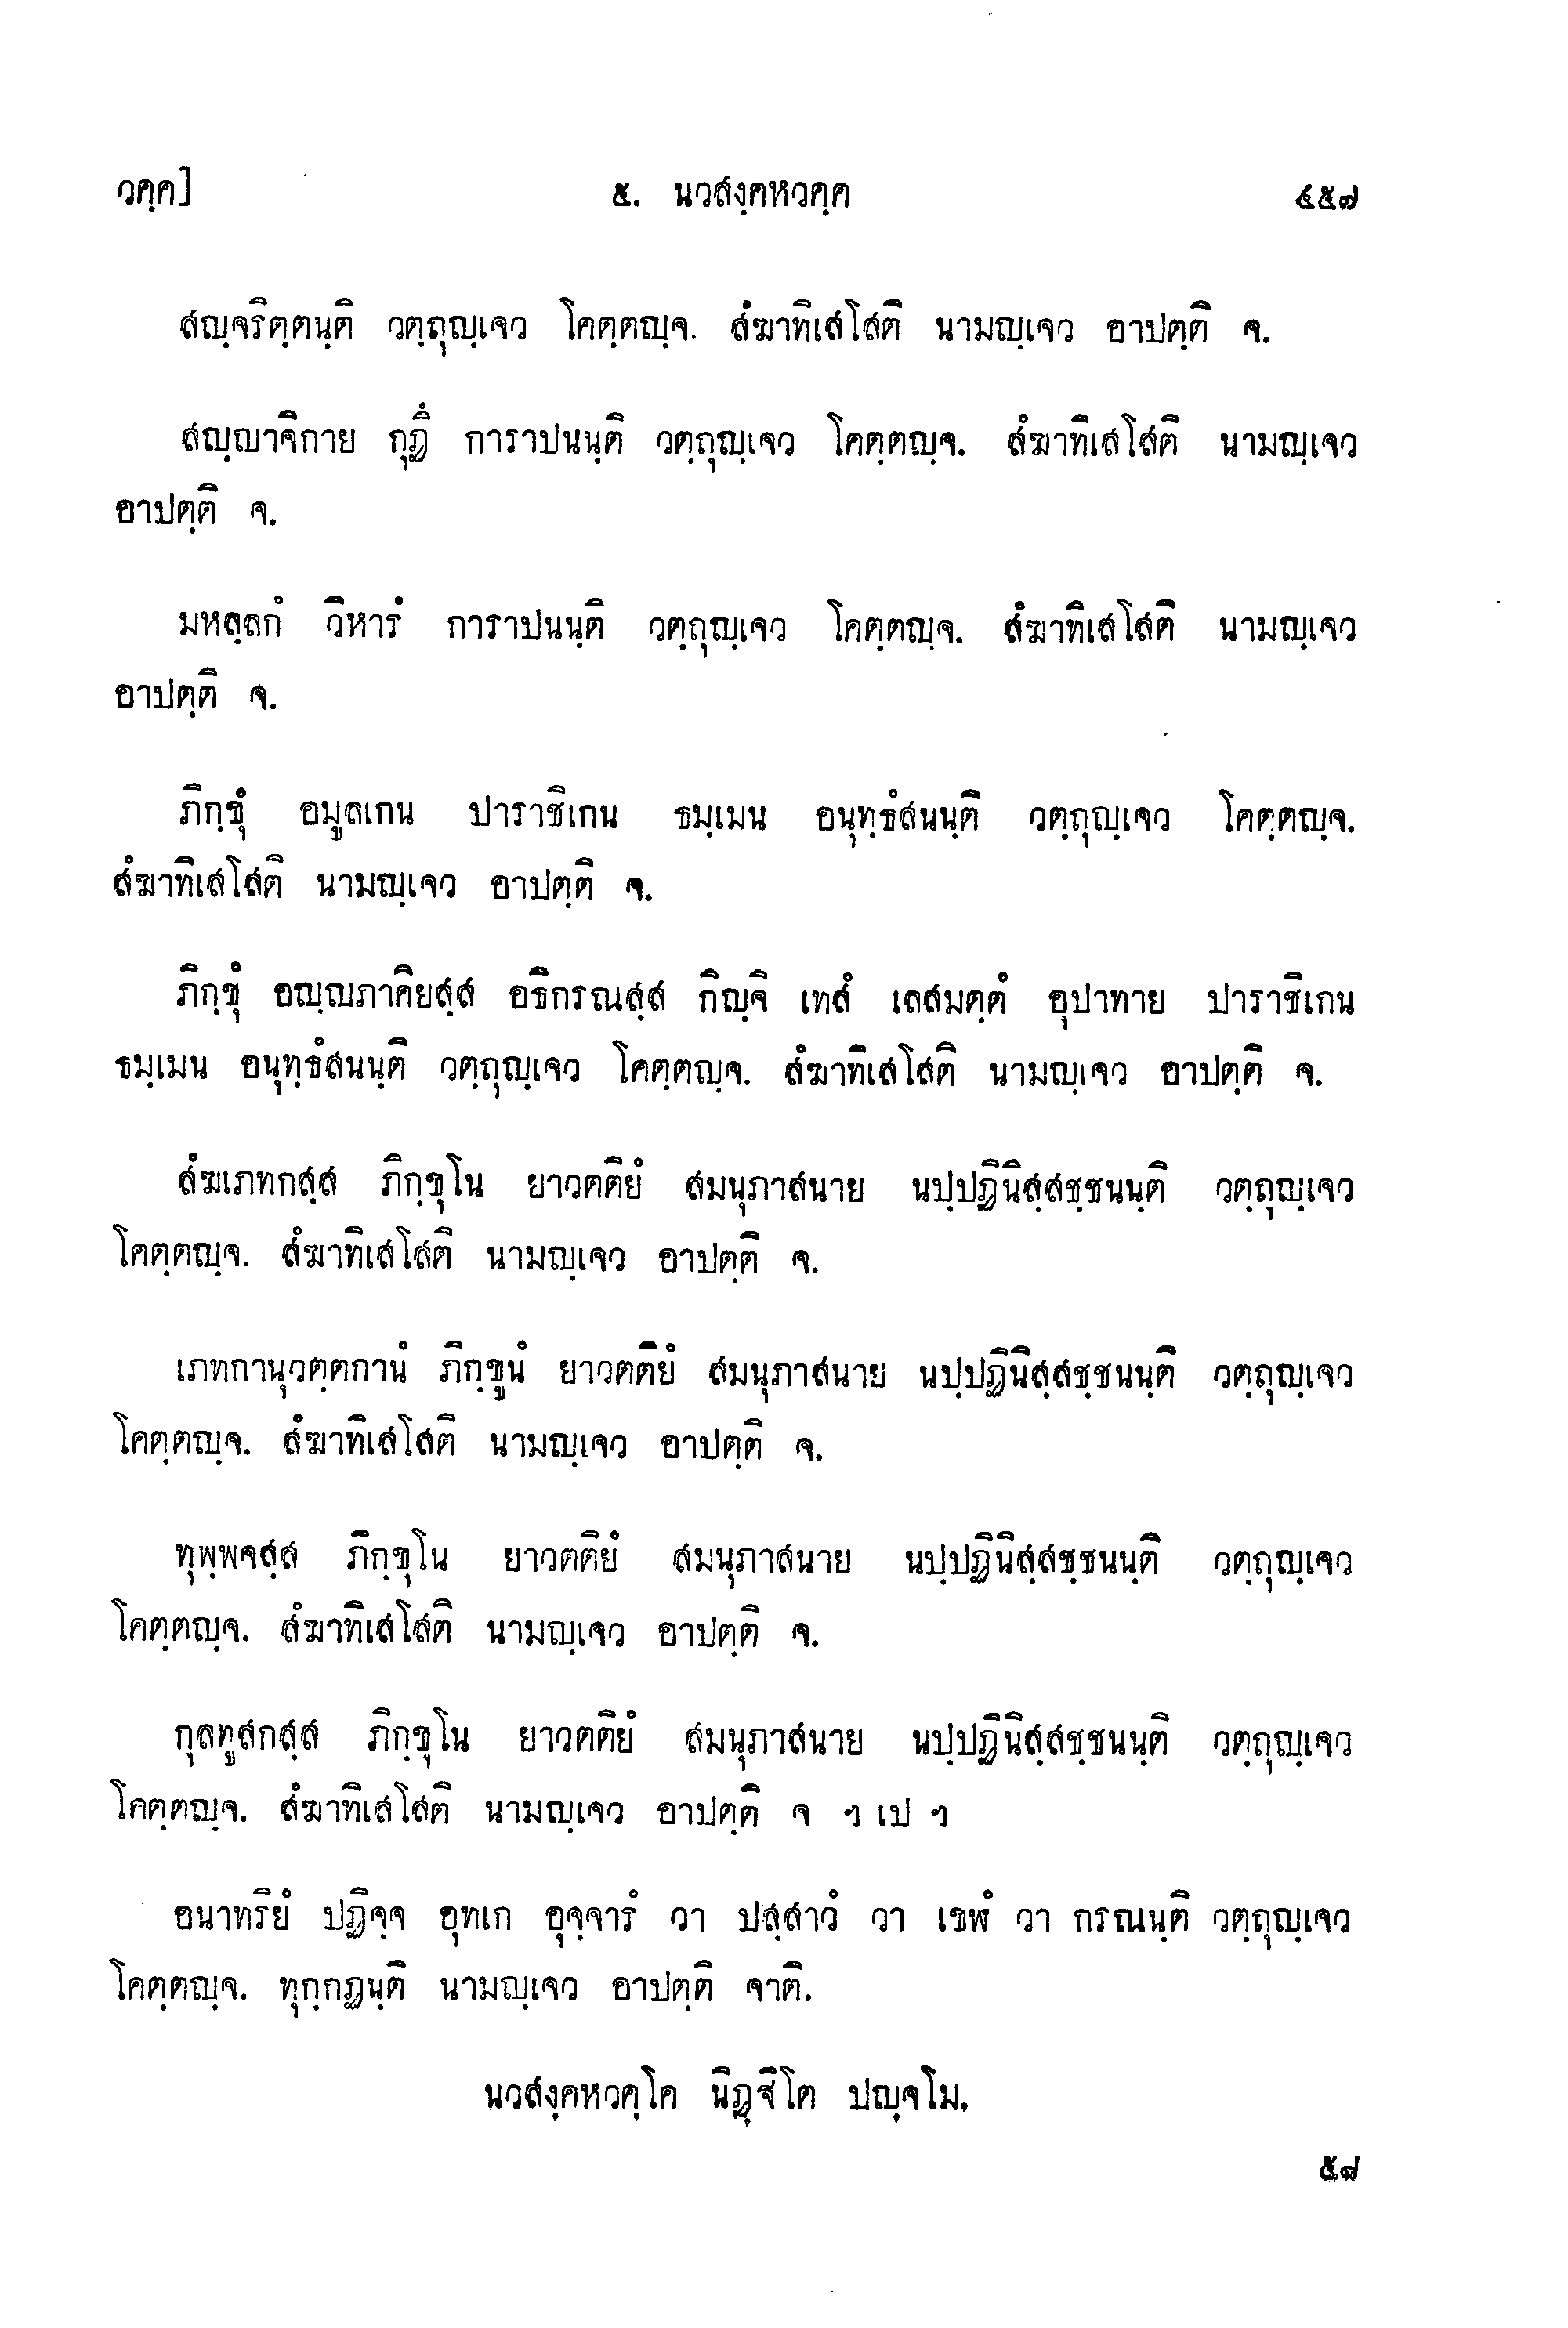 วคฺค] ๕. นวสงฺคหวคฺค ๔๕๗
สญฺจริตฺตนฺติ วตฺถุญฺเจว โคตฺตญฺจ. สํฆาทิเสโสติ นามญฺเจว อาปตฺติ จ.
สญฺญาจิกาย กุฏึ การาปนนฺติ วตฺถุญฺเจว โคตฺตญฺจ. สํฆาทิเสโสติ นามญฺเจว
อาปตฺติ จ.
มหลฺลกํ วิหารํ การาปนนฺติ วตฺถุญฺเจว โคตฺตญฺจ. สํฆาทิเสโสติ นามญฺเจว
อาปตฺติ จ.
ภิกฺขุํ อมูลเกน ปาราชิเกน ธมฺเมน อนุทฺธํสนนฺติ วตฺถุญฺเจว โคตฺตญฺจ.
สํฆาทิเสโสติ นามญฺเจว อาปตฺติ จ.
ภิกฺขุํ อญฺญภาคิยสฺส อธิกรณสฺส กิญฺจิ เทสํ เลสมตฺตํ อุปาทาย ปาราชิเกน
ธมฺเมน อนุทฺธํสนนฺติ วตฺถุญฺเจว โคตฺตญฺจ. สํฆาทิเสโสติ นามญฺเจว อาปตฺติ จ.
สํฆเภทกสฺส ภิกฺขุโน ยาวตติยํ สมนุภาสนาย นปฺปฏินิสฺสชฺชนนฺติ วตฺถุญฺเจว
โคตฺตญฺจ. สํฆาทิเสโสติ นามญฺเจว อาปตฺติ จ.
เภทกานุวตฺตกานํ ภิกฺขูนํ ยาวตติยํ สมนุภาสนาย นปฺปฏินิสฺสชฺชนนฺติ วตฺถุญฺเจว
โคตฺตญฺจ. สํฆาทิเสโสติ นามญฺเจว อาปตฺติ จ.
ทุพฺพจสฺส ภิกฺขุโน ยาวตติยํ สมนุภาสนาย นปฺปฏินิสฺสชฺชนนฺติ วตฺถุญฺเจว
โคตฺตญฺจ. สํฆาทิเสโสติ นามญฺเจว อาปตฺติ จ.
กุลทูสกสฺส ภิกฺขุโน ยาวตติยํ สมนุภาสนาย นปฺปฏินิสฺสชฺชนนฺติ วตฺถุญฺเจว
โคตฺตญฺจ. สํฆาทิเสโสติ นามญฺเจว อาปตฺติ จ ฯ เป ฯ
อนาทริยํ ปฏิจฺจ อุทเก อุจฺจารํ วา ปสฺสาวํ วา เขฬํ วา กรณนฺติ วตฺถุญฺเจว
โคตฺตญฺจ. ทุกฺกฏนฺติ นามญฺเจว อาปตฺติ จาติ.
นวสงฺคหวคฺโค นิฏฺฐิโต ปญฺจโม.
๕๘